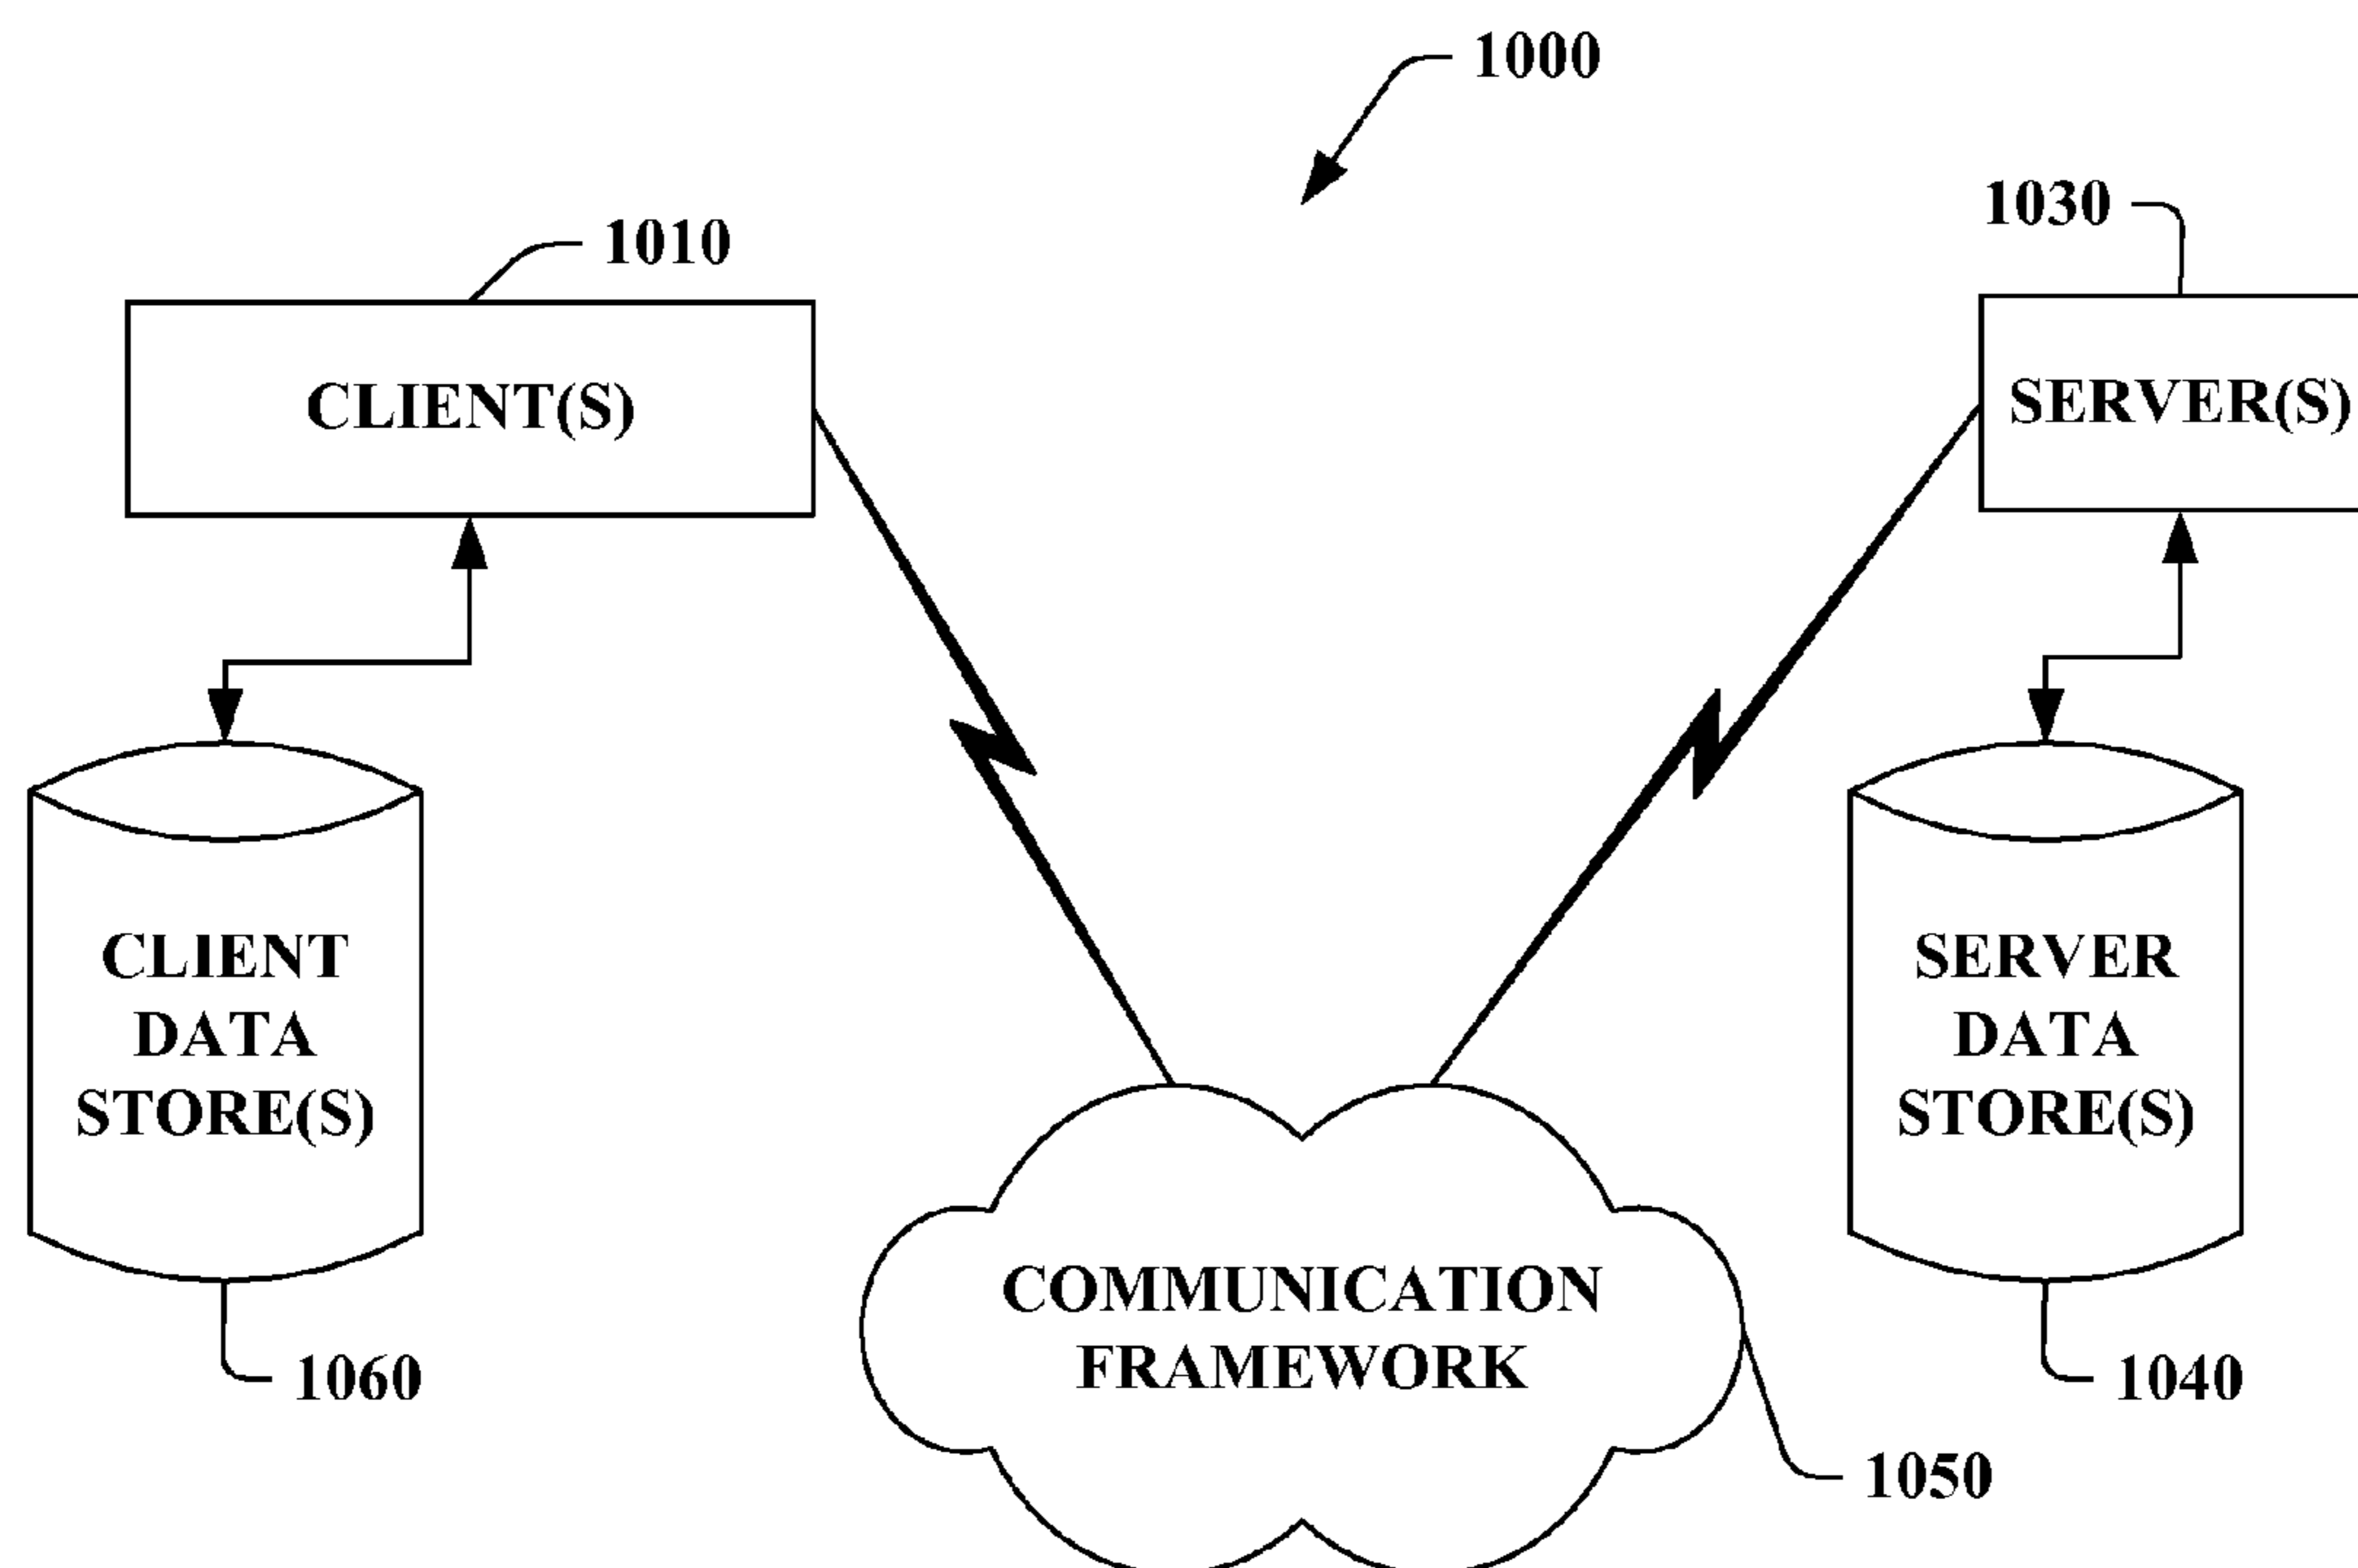 1000
1010
1030
CLIENT(S)
SERVER(S)
CLIENT
DATA
STORE(S)
SERVER
DATA
STORE(S)
COMMUNICATION
FRAMEWORK
1060
1040
1050